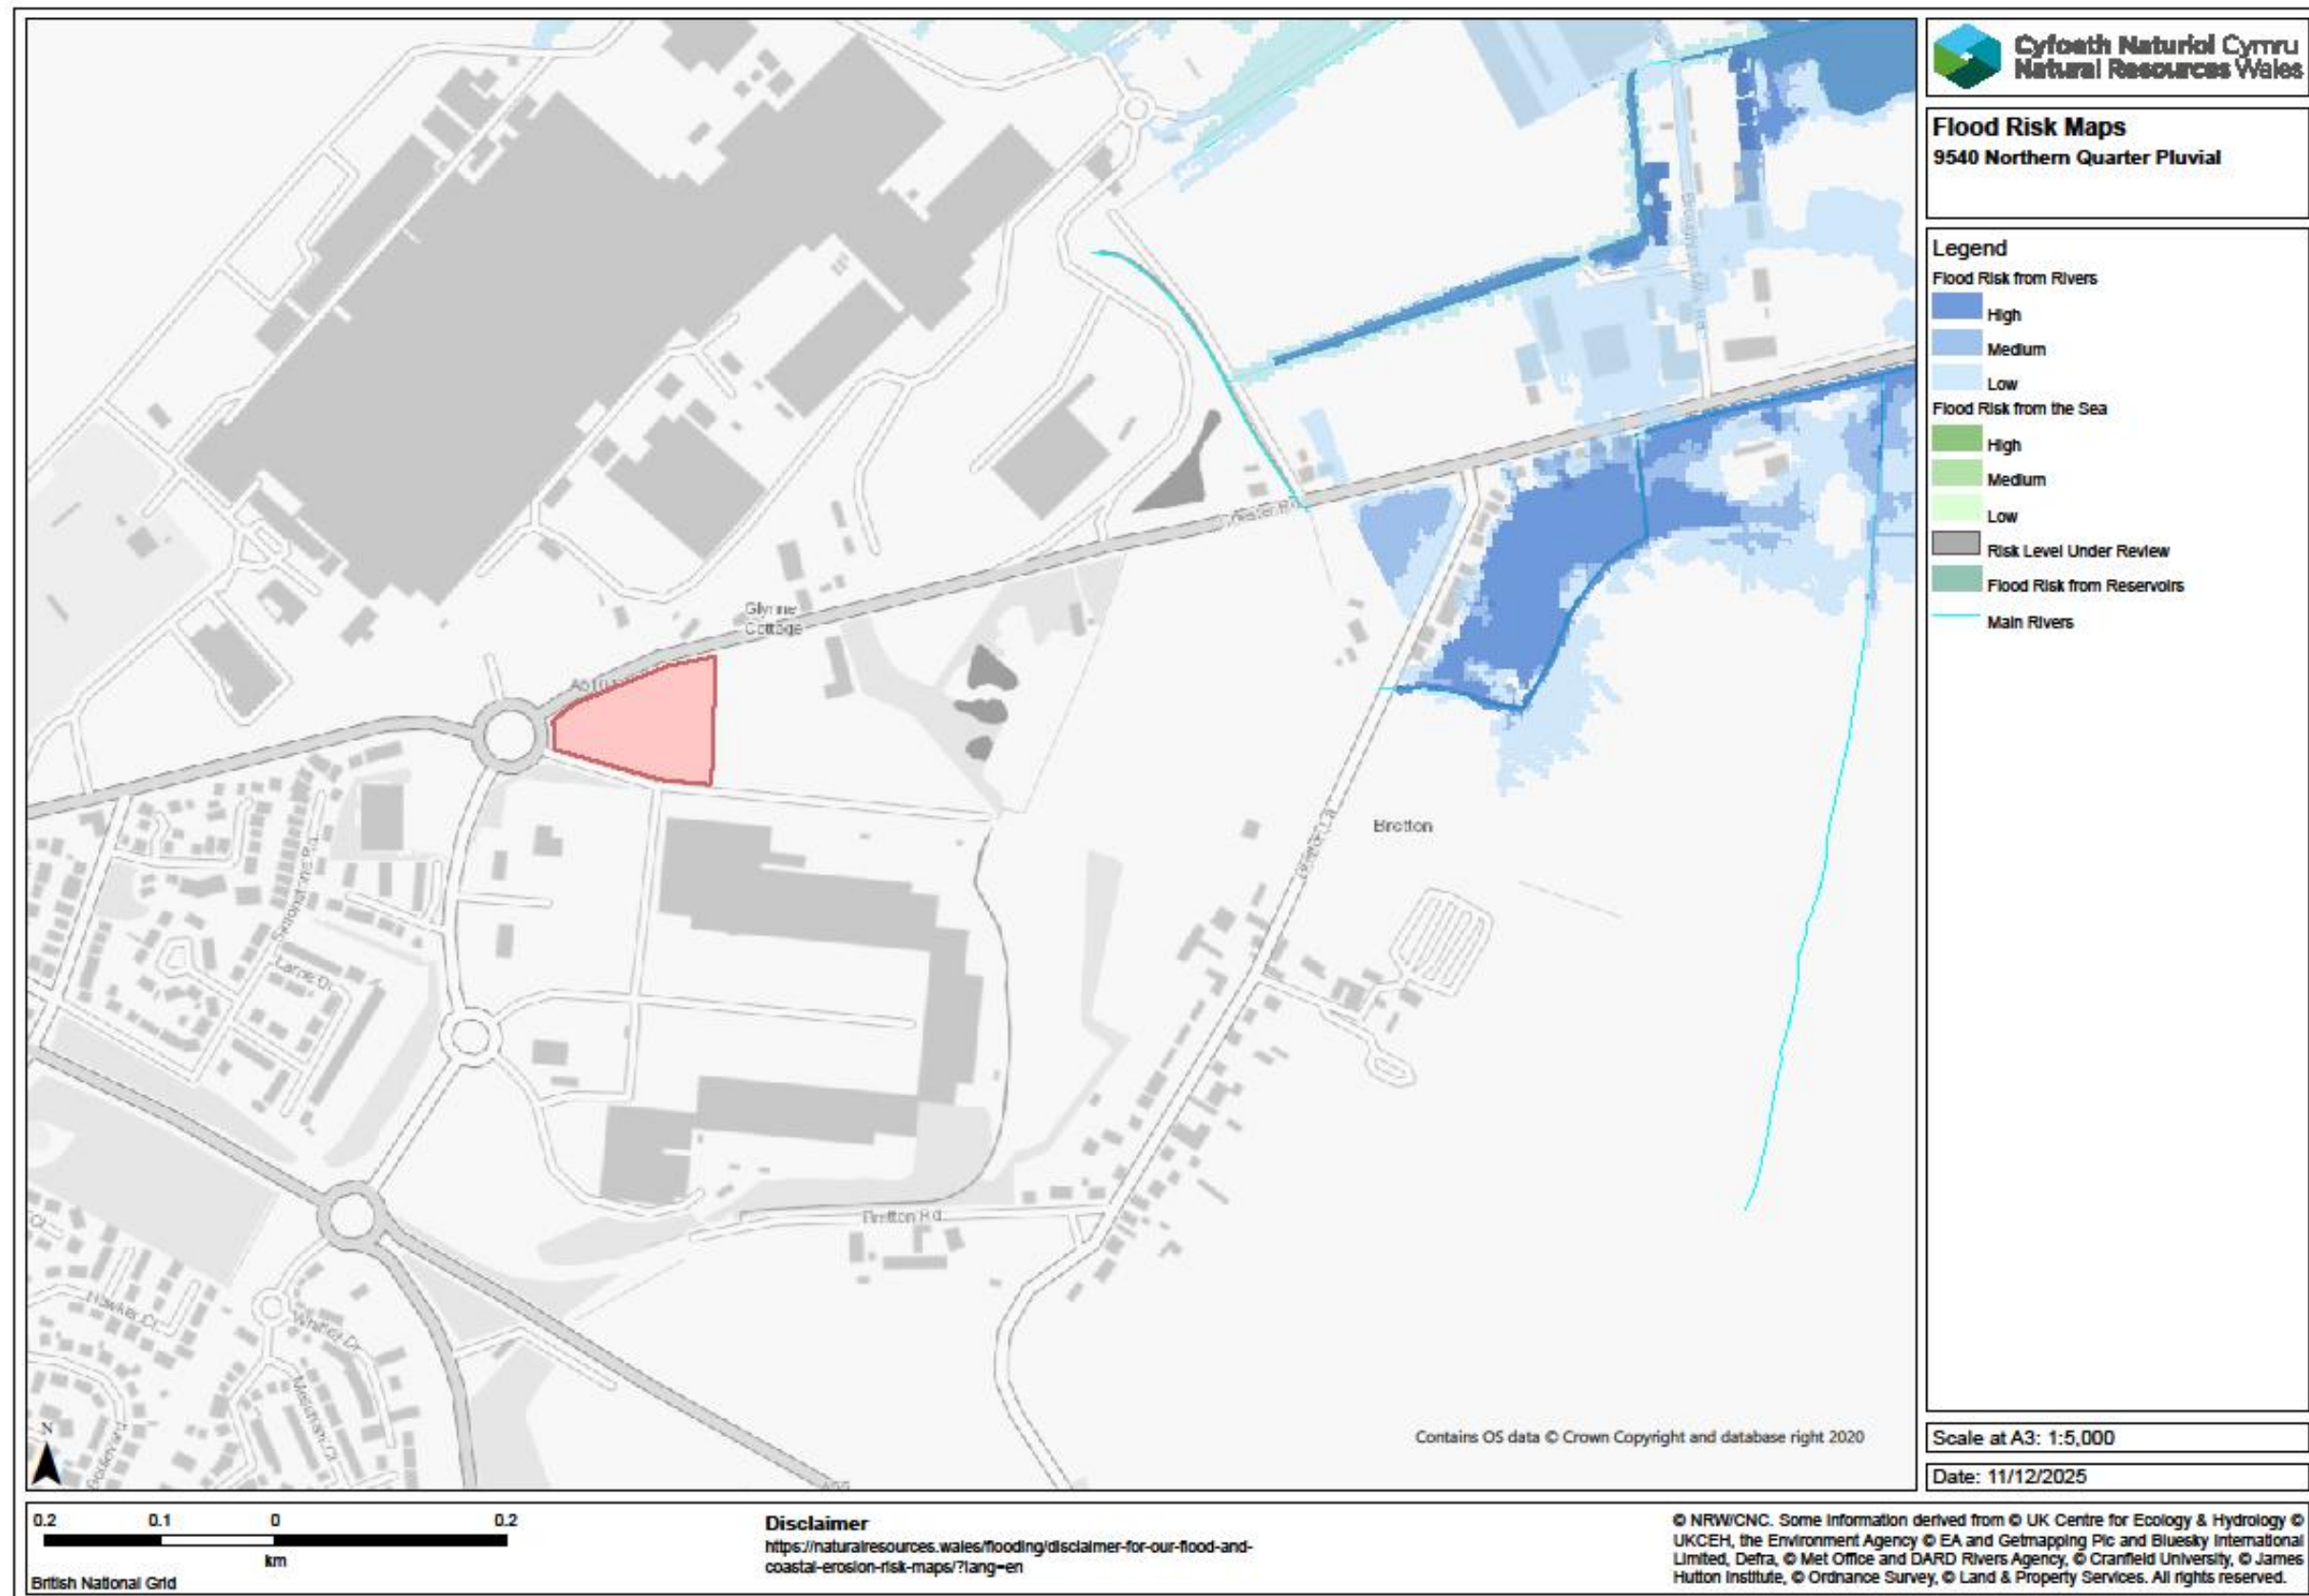 Cyfoeth Naturiol Cymru
Natural Resources Wales
Flood Risk Maps
9540 Northern Quarter Pluvial
Legend
Flood Risk from Rivers
High
Medium
Low
Flood Risk from the Sea
High
Medium
Low
Risk Level Under Review
Flood Risk from Reservoirs
Main Rivers
Glynne
Cottage
Chester Rd
Bretton
Simonstone Rd
Larne Dr
Bretton Rd
Hawker Cl
Whitley Dr
Boulevard
N
Contains OS data © Crown Copyright and database right 2020
Scale at A3: 1:5,000
Date: 11/12/2025
0.2 0.1 0 0.2
km
British National Grid
Disclaimer
https://naturalresources.wales/flooding/disclaimer-for-our-flood-and-
coastal-erosion-risk-maps/?lang=en
© NRW/CNC. Some information derived from © UK Centre for Ecology & Hydrology ©
UKCEH, the Environment Agency © EA and Getmapping Plc and Bluesky International
Limited, Defra, © Met Office and DARD Rivers Agency, © Cranfield University, © James
Hutton Institute, © Ordnance Survey, © Land & Property Services. All rights reserved.